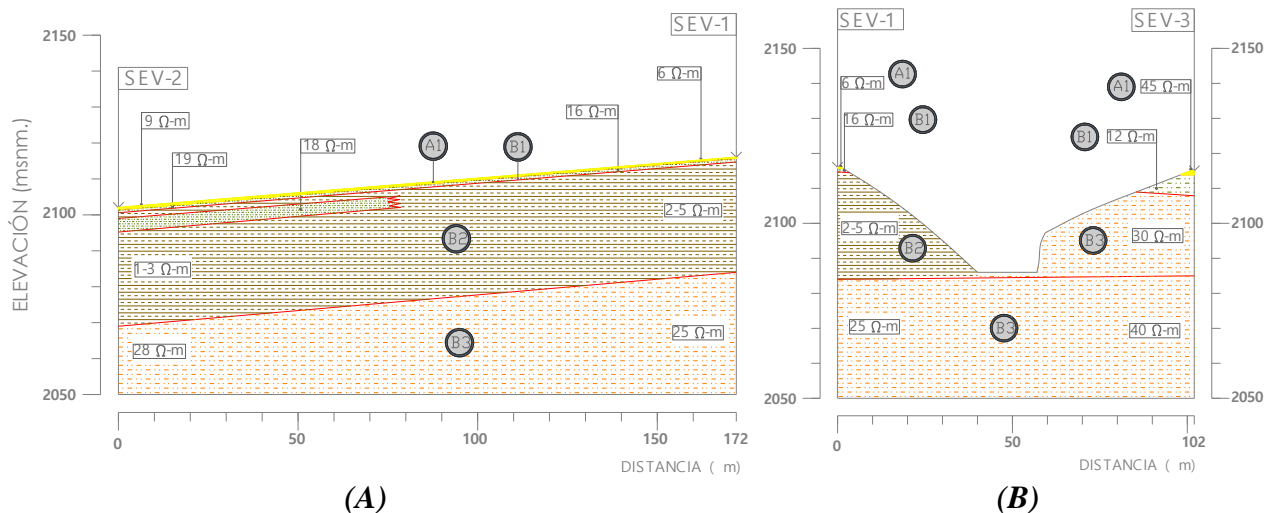 SEV-1
2150
SEV-2
6 Ω-m
16 Ω-m
9 Ω-m
18 Ω-m
19 Ω-m
A1
B1
2100
2-5 Ω-m
B2
1-3 Ω-m
28 Ω-m
25 Ω-m
B3
2050
ELEVACIÓN (msnm.)
0
50
100
150
172
DISTANCIA ( m)
(A)
SEV-1
SEV-3
2150
2150
6 Ω-m
A1
A1
45 Ω-m
16 Ω-m
B1
B1
12 Ω-m
2100
2100
2-5 Ω-m
B2
B3
30 Ω-m
25 Ω-m
B3
40 Ω-m
2050
2050
0
50
102
DISTANCIA ( m)
(B)